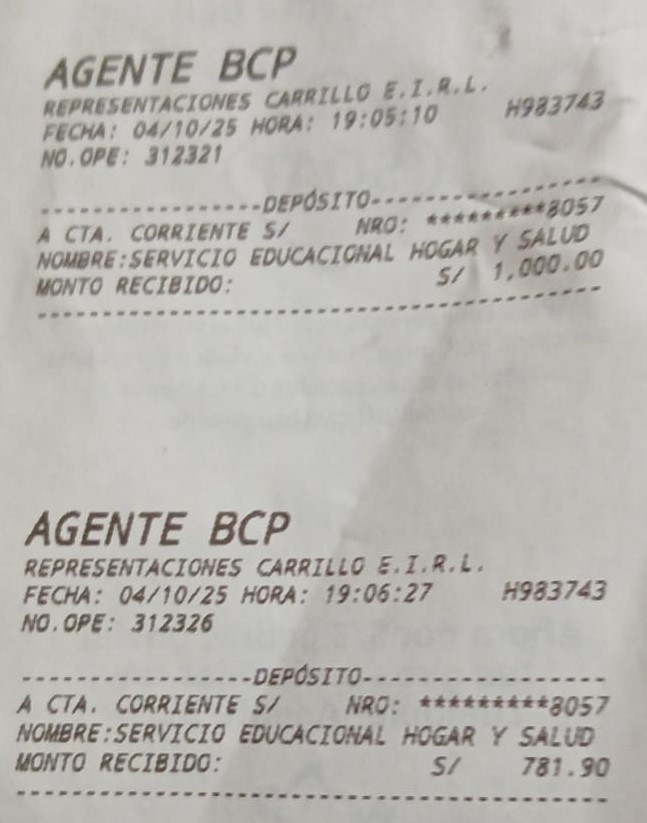 AGENTE BCP
REPRESENTACIONES CARRILLO E.I.R.L.
FECHA: 04/10/25 HORA: 19:05:10 H983743
NO.OPE: 312321
-----------------DEPÓSITO------------------
A CTA. CORRIENTE S/ NRO: *********8057
NOMBRE:SERVICIO EDUCACIONAL HOGAR Y SALUD
MONTO RECIBIDO: S/ 1,000.00
AGENTE BCP
REPRESENTACIONES CARRILLO E.I.R.L.
FECHA: 04/10/25 HORA: 19:06:27 H983743
NO.OPE: 312326
-----------------DEPÓSITO------------------
A CTA. CORRIENTE S/ NRO: *********8057
NOMBRE:SERVICIO EDUCACIONAL HOGAR Y SALUD
MONTO RECIBIDO: S/ 781.90